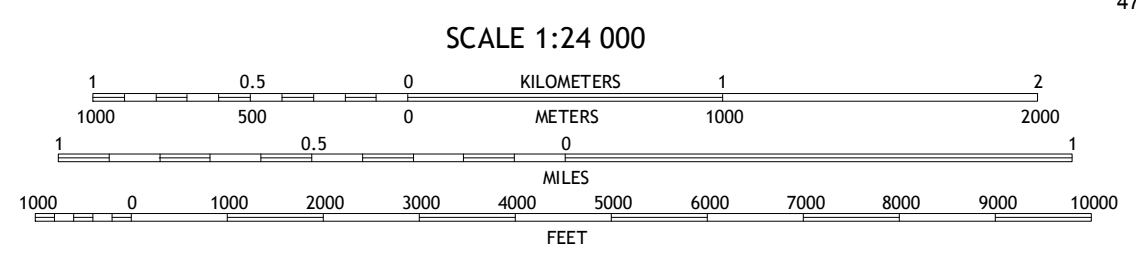 47
SCALE 1:24 000
1 0.5 0 KILOMETERS 1 2
1000 500 0 METERS 1000 2000
1 0.5 0 1
MILES
1000 0 1000 2000 3000 4000 5000 6000 7000 8000 9000 10000
FEET